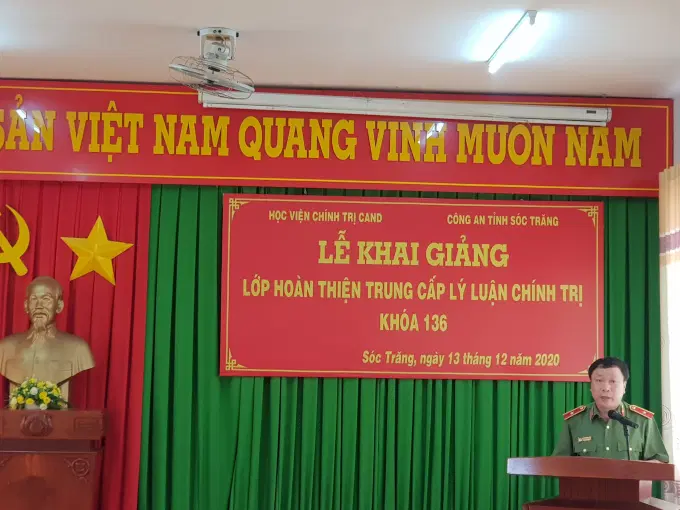 SẢN VIỆT NAM QUANG VINH MUÔN NĂM
HỌC VIỆN CHÍNH TRỊ CAND
CÔNG AN TỈNH SÓC TRĂNG
LỄ KHAI GIẢNG
LỚP HOÀN THIỆN TRUNG CẤP LÝ LUẬN CHÍNH TRỊ
KHÓA 136
Sóc Trăng, ngày 13 tháng 12 năm 2020